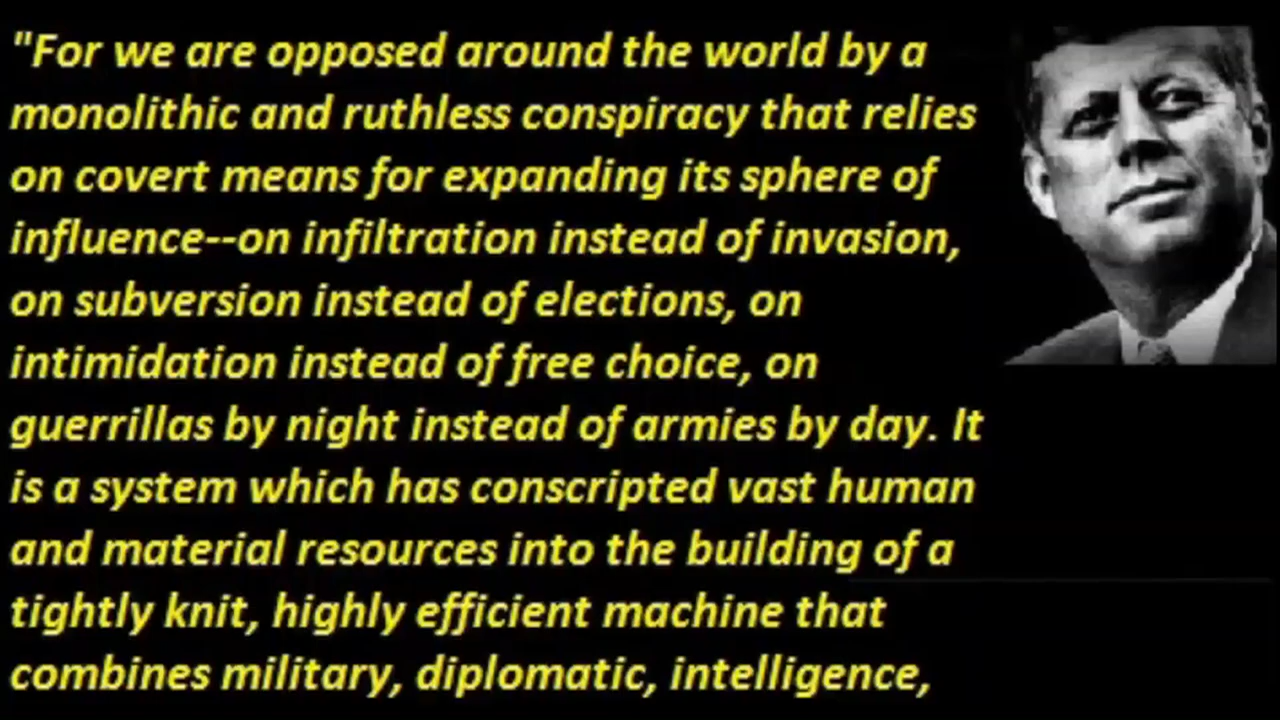 "For we are opposed around the world by a
monolithic and ruthless conspiracy that relies
on covert means for expanding its sphere of
influence--on infiltration instead of invasion,
on subversion instead of elections, on
intimidation instead of free choice, on
guerrillas by night instead of armies by day. It
is a system which has conscripted vast human
and material resources into the building of a
tightly knit, highly efficient machine that
combines military, diplomatic, intelligence,